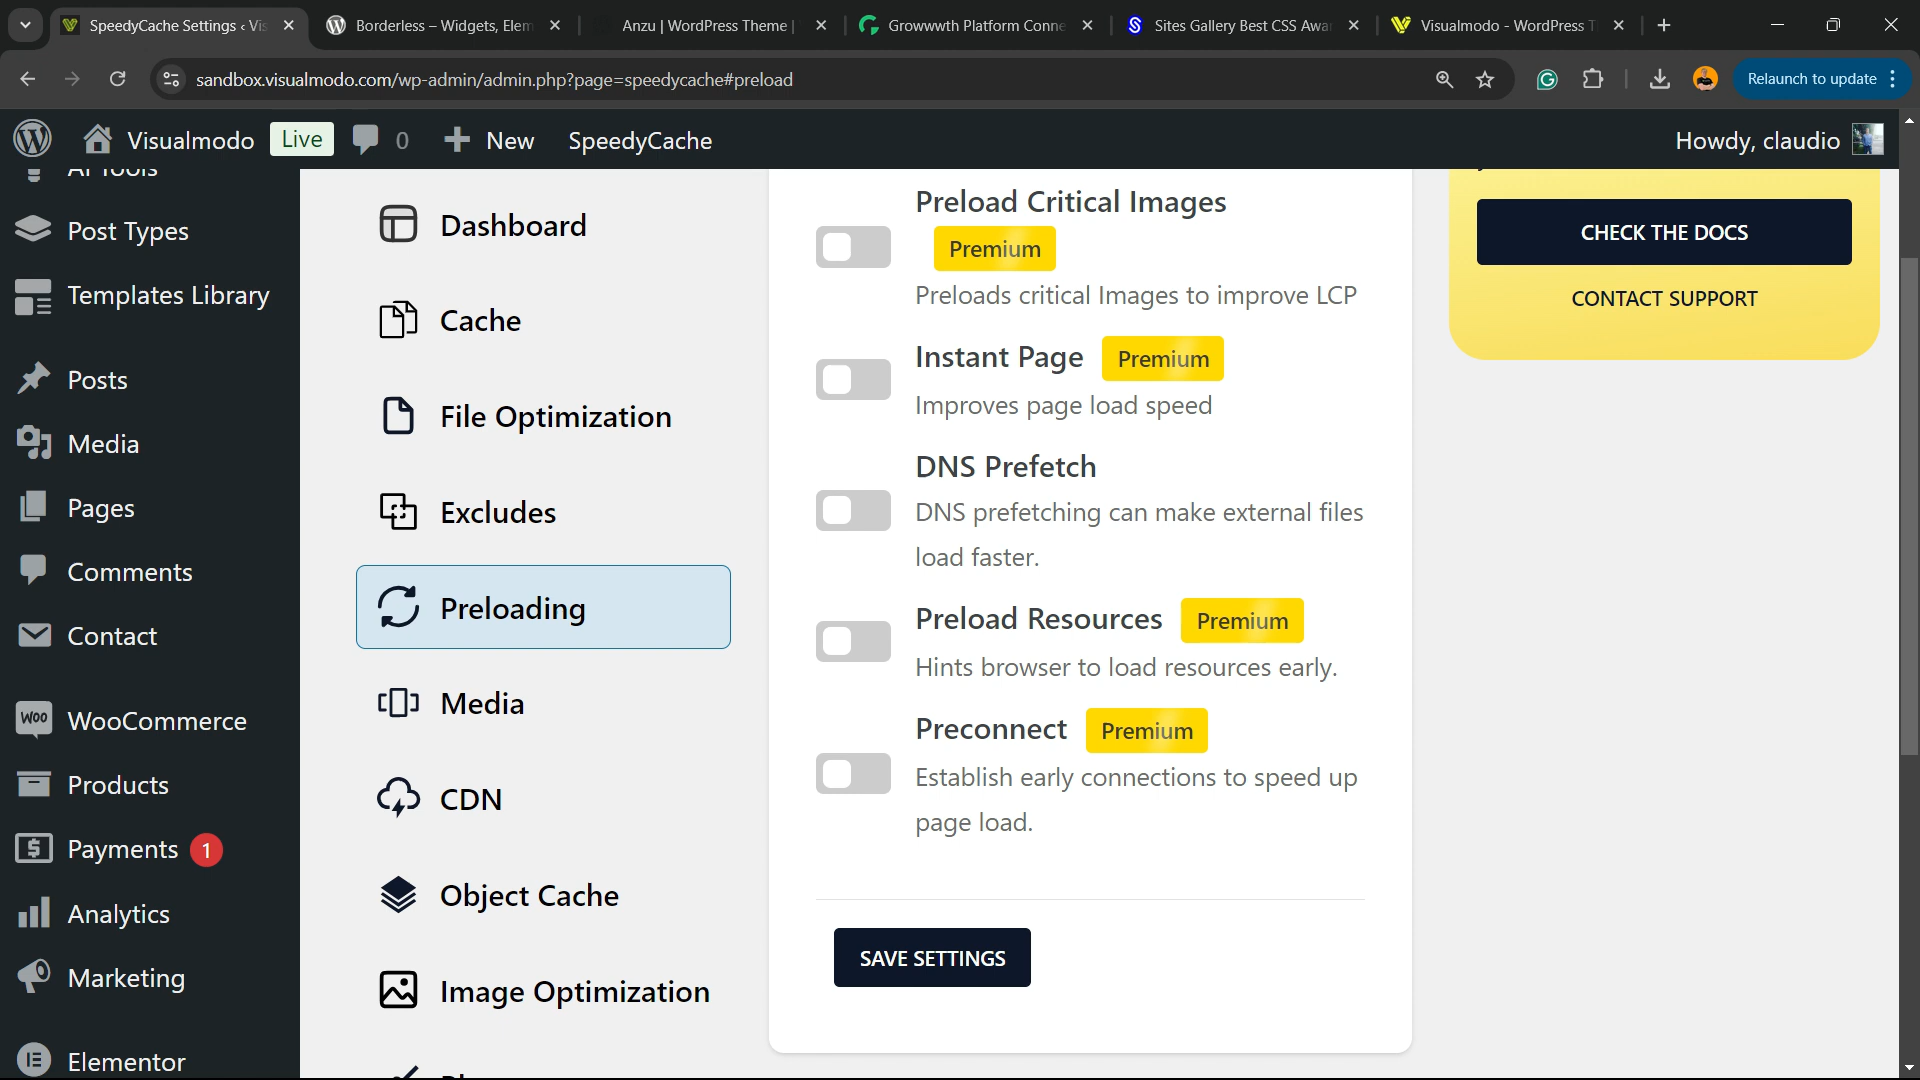 SpeedyCache Settings ‹ Vis
Borderless – Widgets, Elem
Anzu | WordPress Theme |
Growwwth Platform Conne
Sites Gallery Best CSS Awar
Visualmodo - WordPress T
sandbox.visualmodo.com/wp-admin/admin.php?page=speedycache#preload
Relaunch to update
Visualmodo
Live
0
New
SpeedyCache
Howdy, claudio
AI Tools
Post Types
Templates Library
Posts
Media
Pages
Comments
Contact
WooCommerce
Products
Payments 1
Analytics
Marketing
Elementor
Dashboard
Cache
File Optimization
Excludes
Preloading
Media
CDN
Object Cache
Image Optimization
Preload Critical Images
Premium
Preloads critical Images to improve LCP
Instant Page Premium
Improves page load speed
DNS Prefetch
DNS prefetching can make external files
load faster.
Preload Resources Premium
Hints browser to load resources early.
Preconnect Premium
Establish early connections to speed up
page load.
SAVE SETTINGS
CHECK THE DOCS
CONTACT SUPPORT